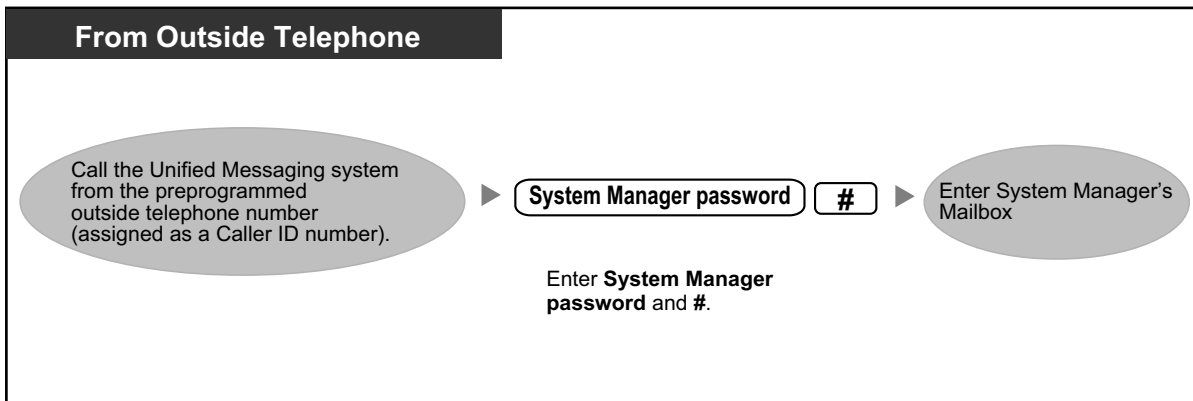 From Outside Telephone
Call the Unified Messaging system
from the preprogrammed
outside telephone number
(assigned as a Caller ID number).
System Manager password #
Enter System Manager
password and #.
Enter System Manager’s
Mailbox